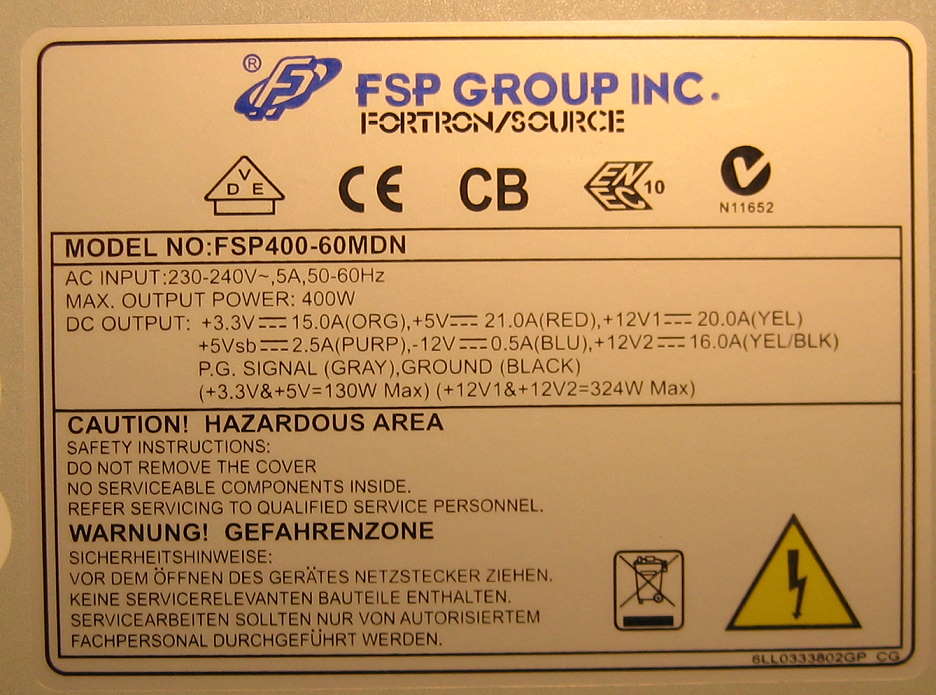 ®
FSP GROUP INC.
FORTRON/SOURCE
VDE CE CB ENEC 10
N11652
MODEL NO:FSP400-60MDN
AC INPUT:230-240V~,5A,50-60Hz
MAX. OUTPUT POWER: 400W
DC OUTPUT: +3.3V⎓15.0A(ORG),+5V⎓21.0A(RED),+12V1⎓20.0A(YEL)
+5Vsb⎓2.5A(PURP),-12V⎓0.5A(BLU),+12V2⎓16.0A(YEL/BLK)
P.G. SIGNAL (GRAY),GROUND (BLACK)
(+3.3V&+5V=130W Max) (+12V1&+12V2=324W Max)
CAUTION! HAZARDOUS AREA
SAFETY INSTRUCTIONS:
DO NOT REMOVE THE COVER
NO SERVICEABLE COMPONENTS INSIDE.
REFER SERVICING TO QUALIFIED SERVICE PERSONNEL.
WARNUNG! GEFAHRENZONE
SICHERHEITSHINWEISE:
VOR DEM ÖFFNEN DES GERÄTES NETZSTECKER ZIEHEN.
KEINE SERVICERELEVANTEN BAUTEILE ENTHALTEN.
SERVICEARBEITEN SOLLTEN NUR VON AUTORISIERTEM
FACHPERSONAL DURCHGEFÜHRT WERDEN.
6LL0333802GP CG